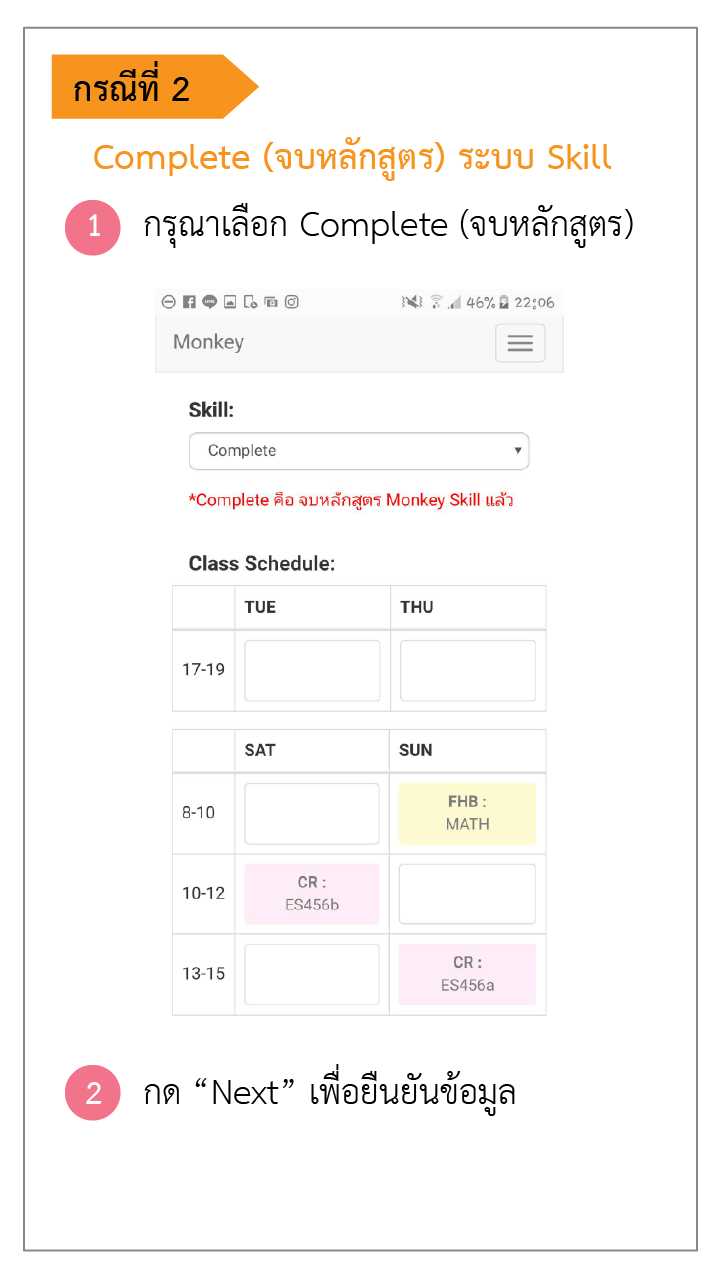 กรณีที่ 2
Complete (จบหลักสูตร) ระบบ Skill
1 กรุณาเลือก Complete (จบหลักสูตร)
46% 22:06
Monkey
Skill:
Complete
*Complete คือ จบหลักสูตร Monkey Skill แล้ว
Class Schedule:
TUE THU
17-19
SAT SUN
8-10 FHB : MATH
10-12 CR : ES456b
13-15 CR : ES456a
2 กด “Next” เพื่อยืนยันข้อมูล